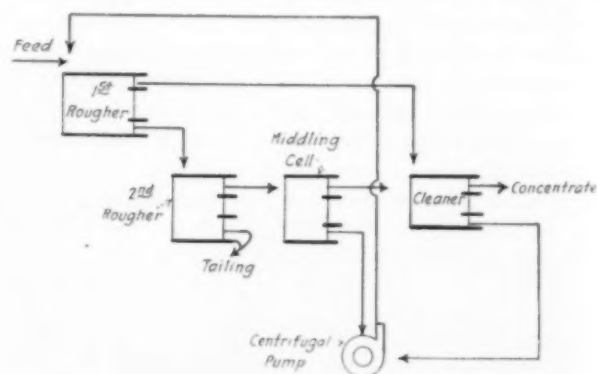 Feed
1st
Rougher
Middling
Cell
2nd
Rougher
Cleaner
Concentrate
Tailing
Centrifugal
Pump